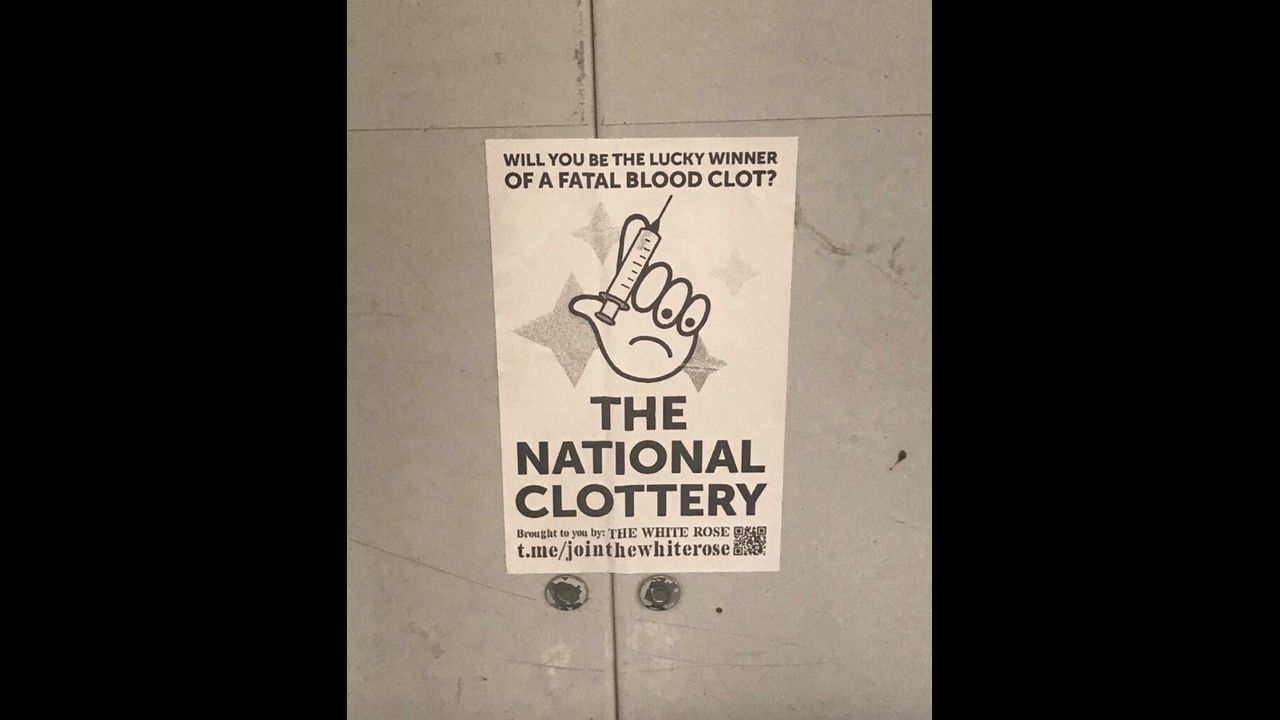 WILL YOU BE THE LUCKY WINNER
OF A FATAL BLOOD CLOT?
THE
NATIONAL
CLOTTERY
Brought to you by: THE WHITE ROSE
t.me/jointhewhiterose